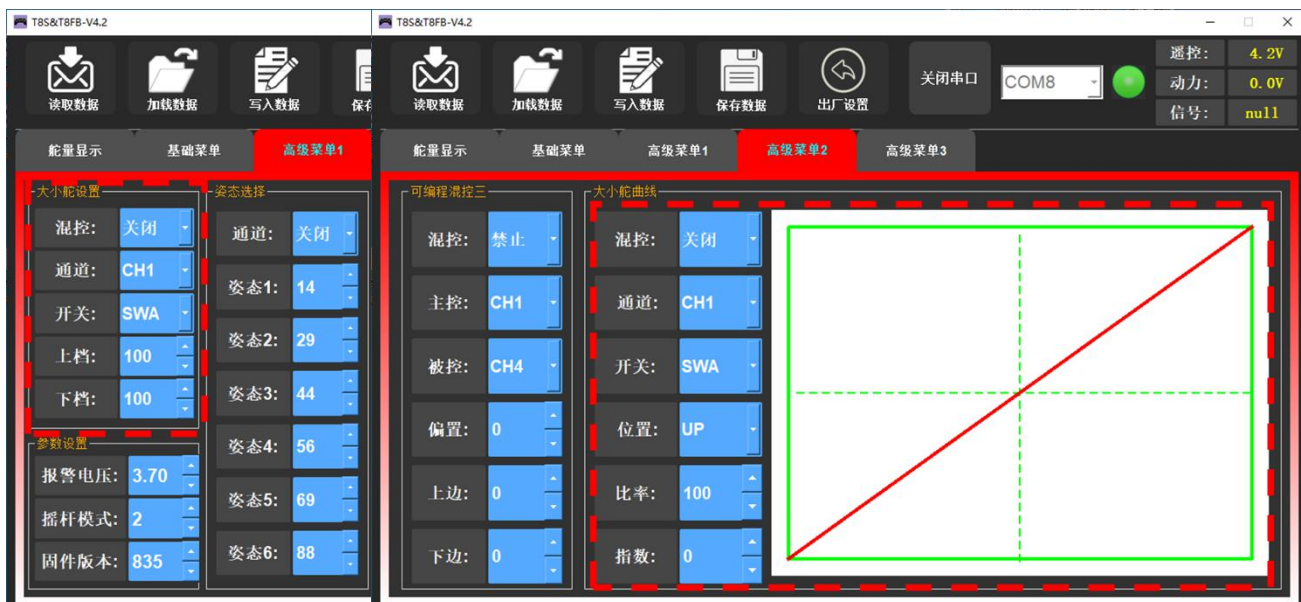 T8S&T8FB-V4.2
读取数据
加载数据
写入数据
保存
舵量显示
基础菜单
高级菜单1
大小舵设置
混控: 关闭
通道: CH1
开关: SWA
上档: 100
下档: 100
参数设置
报警电压: 3.70
摇杆模式: 2
固件版本: 835
姿态选择
通道: 关闭
姿态1: 14
姿态2: 29
姿态3: 44
姿态4: 56
姿态5: 69
姿态6: 88
T8S&T8FB-V4.2
读取数据
加载数据
写入数据
保存数据
出厂设置
关闭串口
COM8
遥控: 4.2V
动力: 0.0V
信号: null
舵量显示
基础菜单
高级菜单1
高级菜单2
高级菜单3
可编程混控三
混控: 禁止
主控: CH1
被控: CH4
偏置: 0
上边: 0
下边: 0
大小舵曲线
混控: 关闭
通道: CH1
开关: SWA
位置: UP
比率: 100
指数: 0